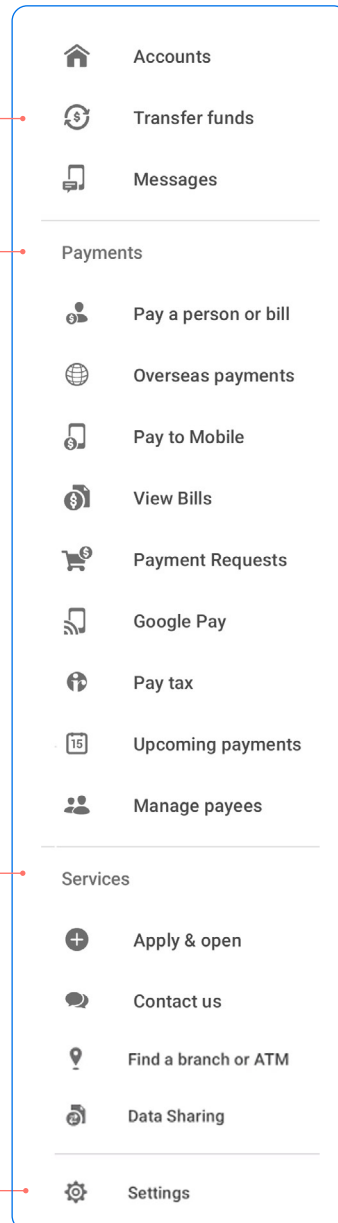 Accounts
Transfer funds
Messages
Payments
Pay a person or bill
Overseas payments
Pay to Mobile
View Bills
Payment Requests
Google Pay
Pay tax
15
Upcoming payments
Manage payees
Services
Apply & open
Contact us
Find a branch or ATM
Data Sharing
Settings